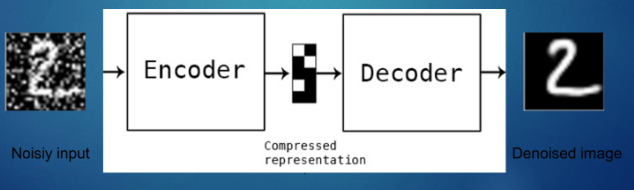 Encoder
Decoder
Noisiy input
Compressed
representation
Denoised image